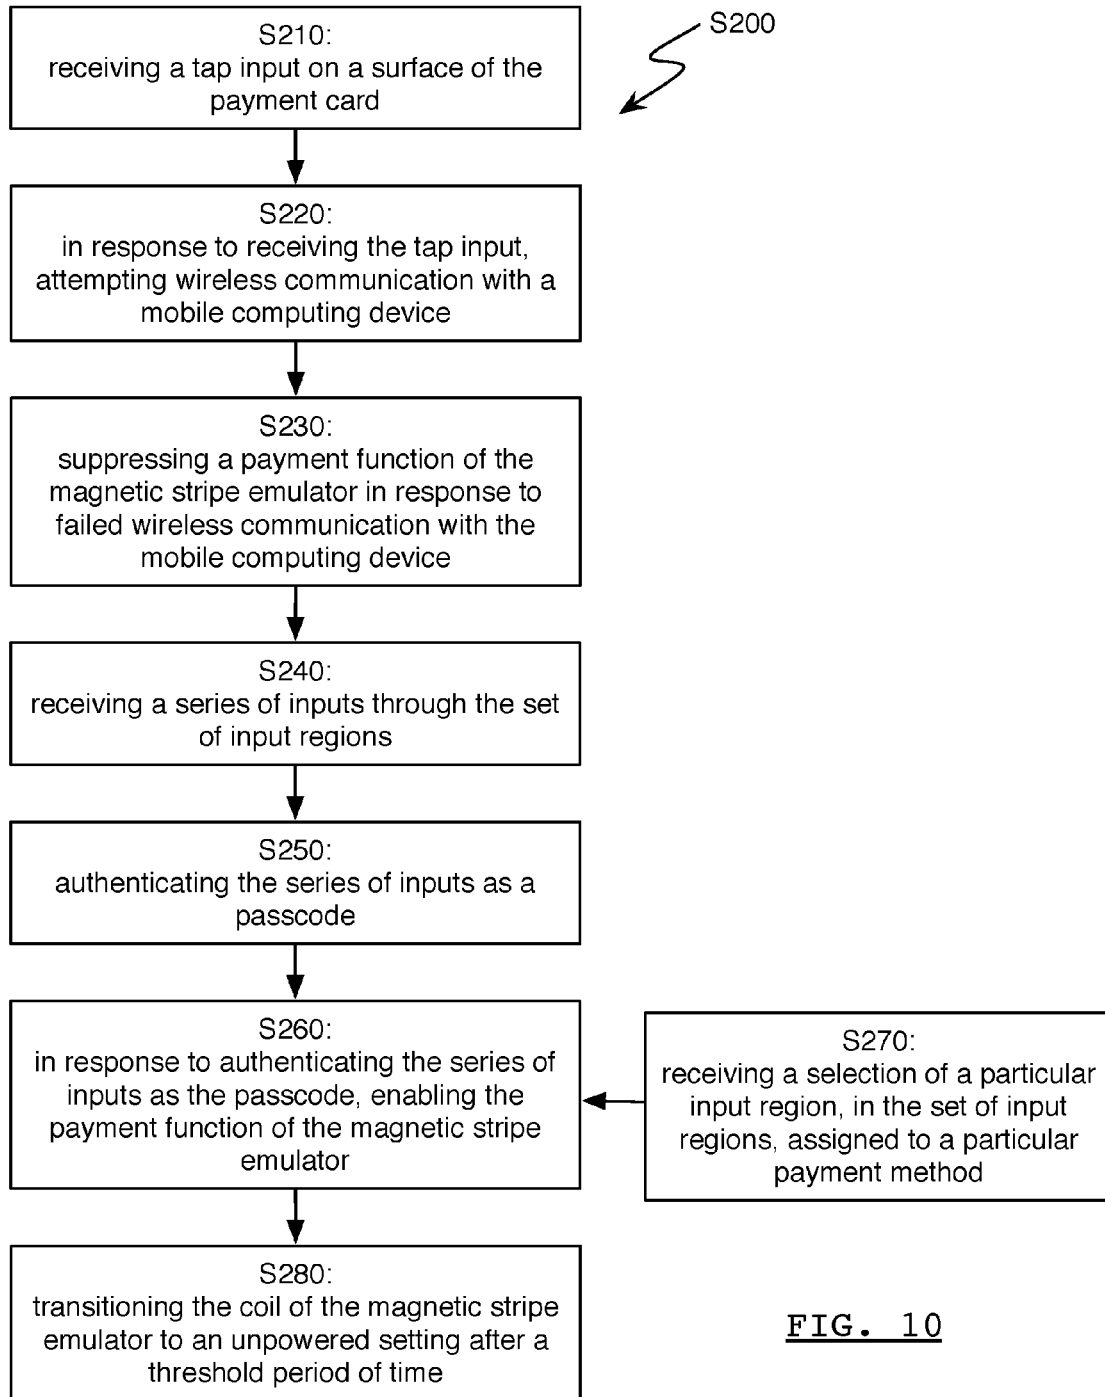 S210:
receiving a tap input on a surface of the
payment card
S200
S220:
in response to receiving the tap input,
attempting wireless communication with a
mobile computing device
S230:
suppressing a payment function of the
magnetic stripe emulator in response to
failed wireless communication with the
mobile computing device
S240:
receiving a series of inputs through the set
of input regions
S250:
authenticating the series of inputs as a
passcode
S260:
in response to authenticating the series of
inputs as the passcode, enabling the
payment function of the magnetic stripe
emulator
S270:
receiving a selection of a particular
input region, in the set of input
regions, assigned to a particular
payment method
S280:
transitioning the coil of the magnetic stripe
emulator to an unpowered setting after a
threshold period of time
FIG. 10